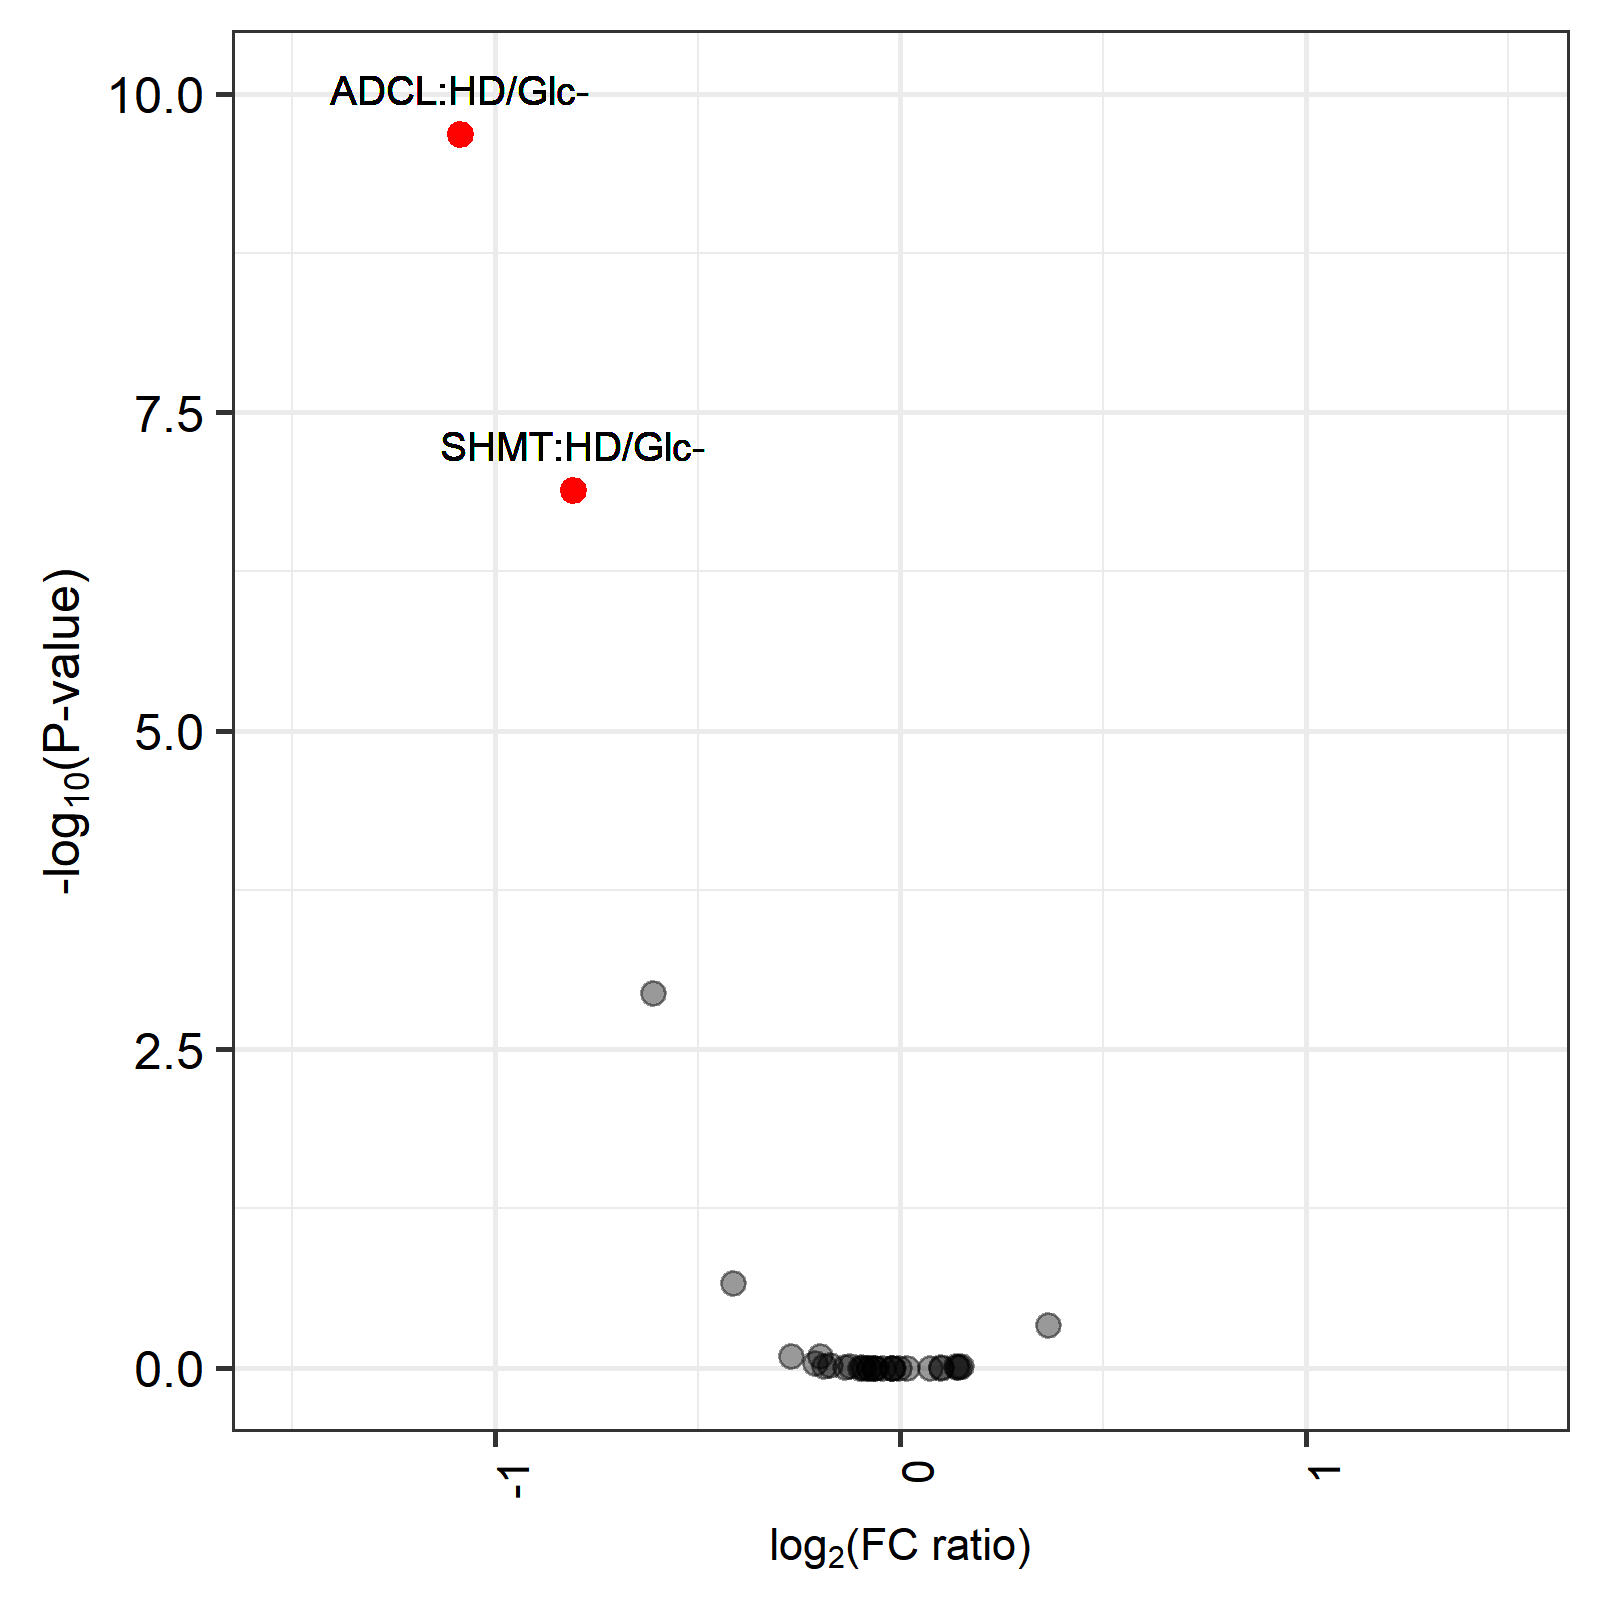 ADCL:HD/Glc-
SHMT:HD/Glc-
10.0
7.5
5.0
2.5
0.0
-log₁₀(P-value)
-1
0
1
log₂(FC ratio)